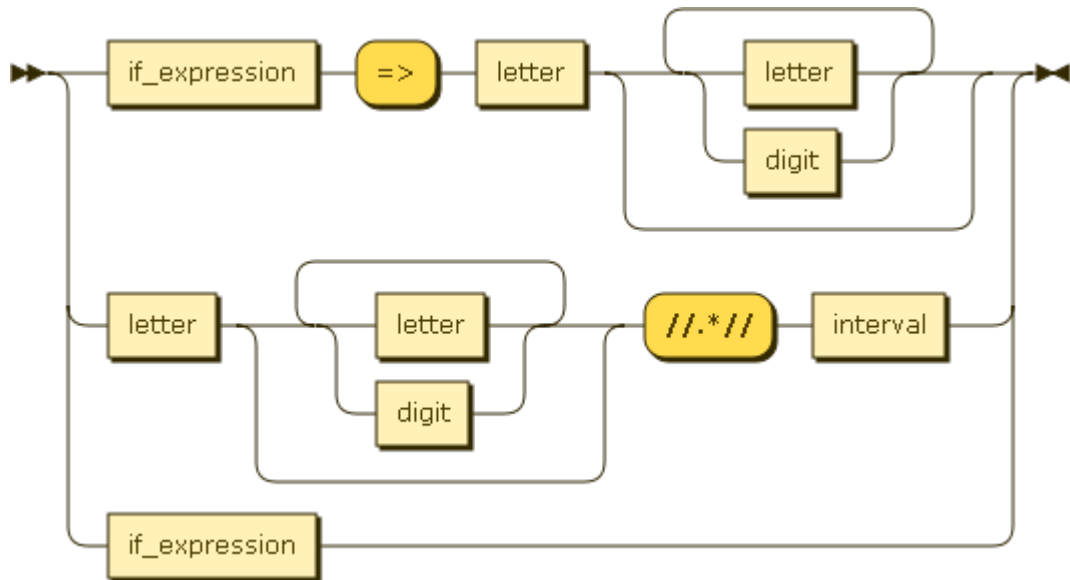 if_expression => letter letter
digit
letter letter //.*// interval
digit
if_expression